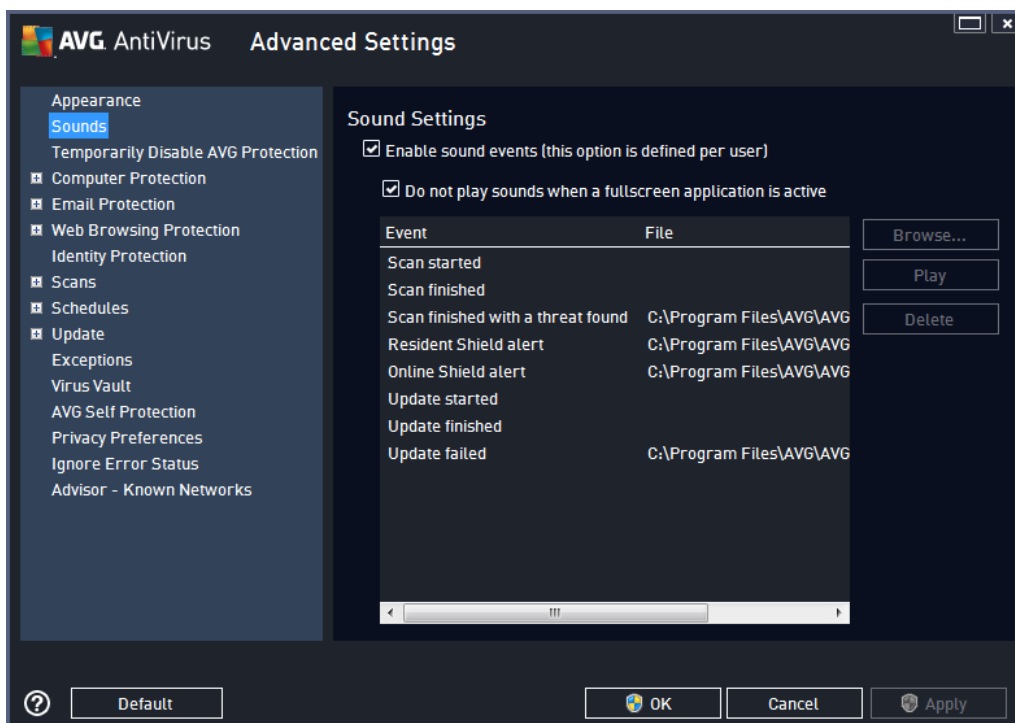 AVG AntiVirus Advanced Settings
Appearance
Sounds
Temporarily Disable AVG Protection
Computer Protection
Email Protection
Web Browsing Protection
Identity Protection
Scans
Schedules
Update
Exceptions
Virus Vault
AVG Self Protection
Privacy Preferences
Ignore Error Status
Advisor - Known Networks
Sound Settings
Enable sound events (this option is defined per user)
Do not play sounds when a fullscreen application is active
Event File
Scan started
Scan finished
Scan finished with a threat found C:\Program Files\AVG\AVG
Resident Shield alert C:\Program Files\AVG\AVG
Online Shield alert C:\Program Files\AVG\AVG
Update started
Update finished
Update failed C:\Program Files\AVG\AVG
Browse...
Play
Delete
Default OK Cancel Apply